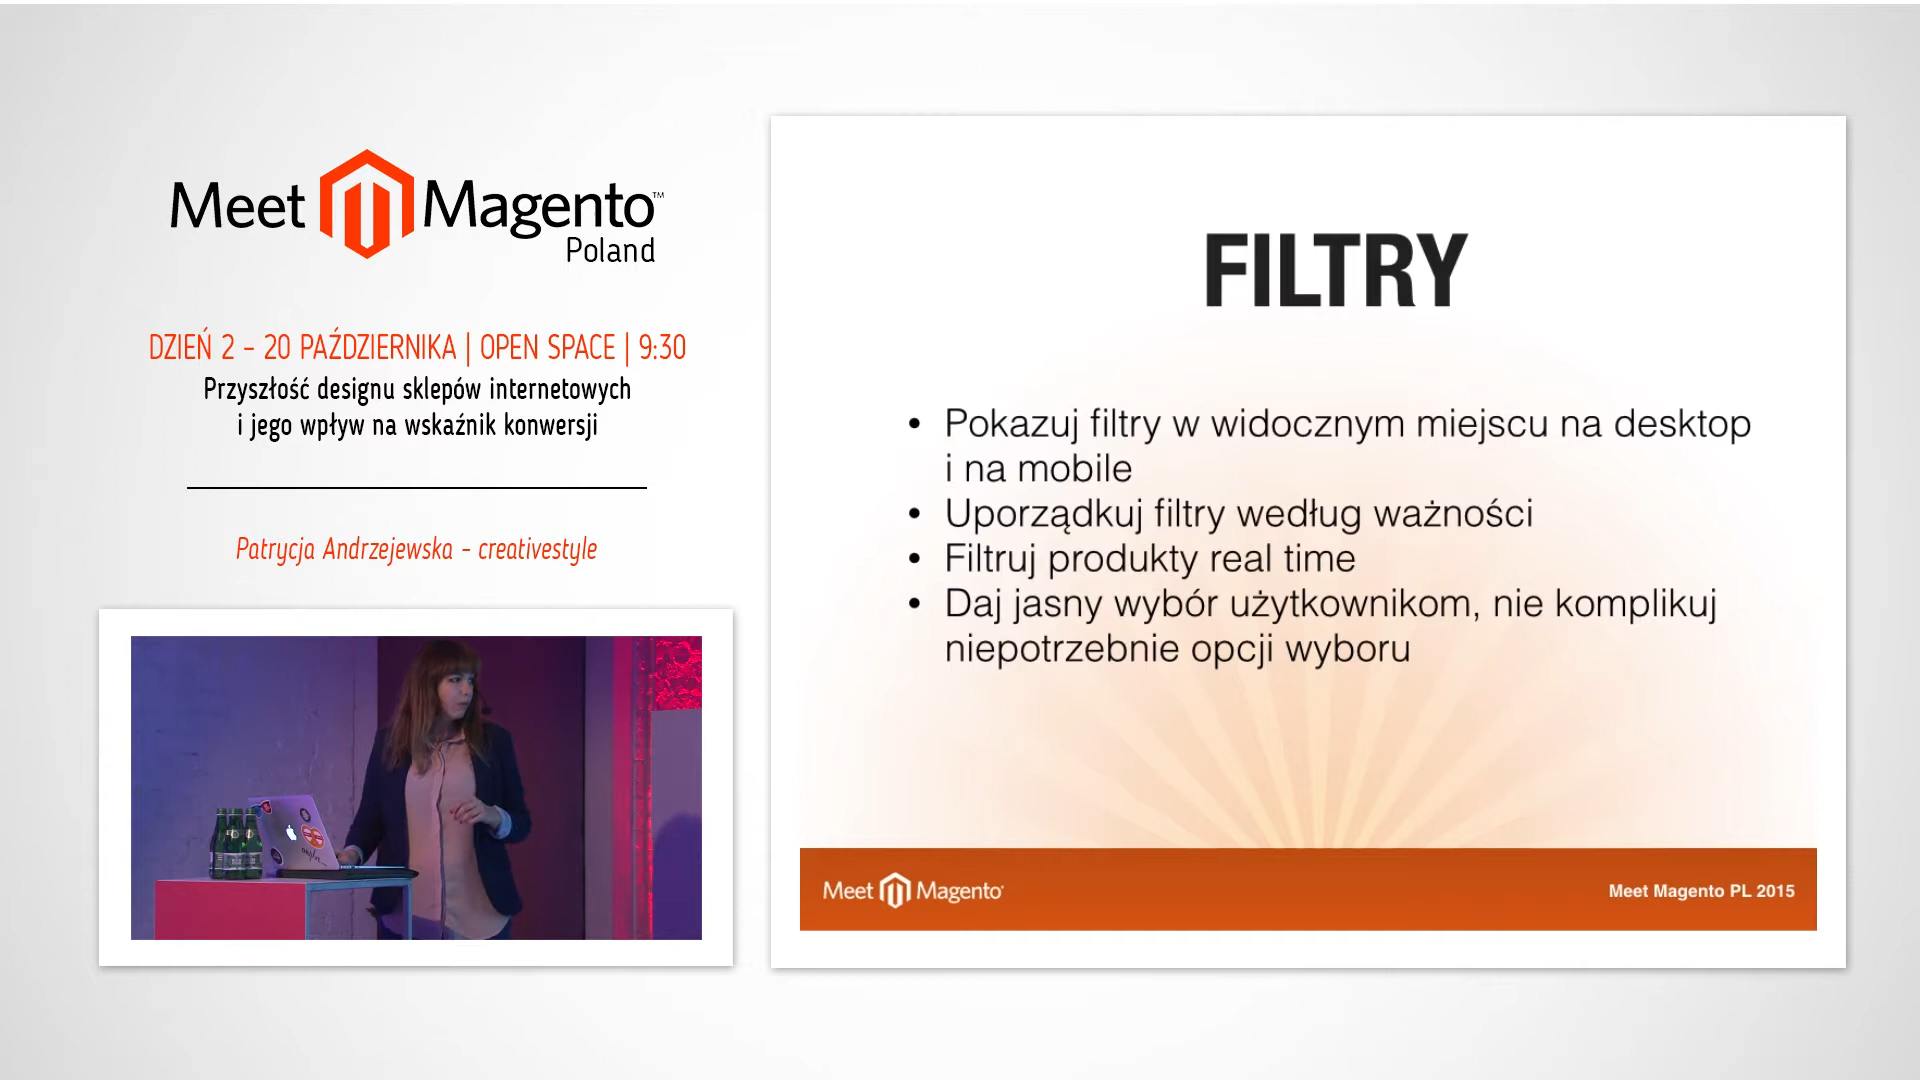 Meet Magento™
Poland
DZIEŃ 2 – 20 PAŹDZIERNIKA | OPEN SPACE | 9:30
Przyszłość designu sklepów internetowych
i jego wpływ na wskaźnik konwersji
Patrycja Andrzejewska - creativestyle
FILTRY
• Pokazuj filtry w widocznym miejscu na desktop
i na mobile
• Uporządkuj filtry według ważności
• Filtruj produkty real time
• Daj jasny wybór użytkownikom, nie komplikuj
niepotrzebnie opcji wyboru
Meet Magento
Meet Magento PL 2015